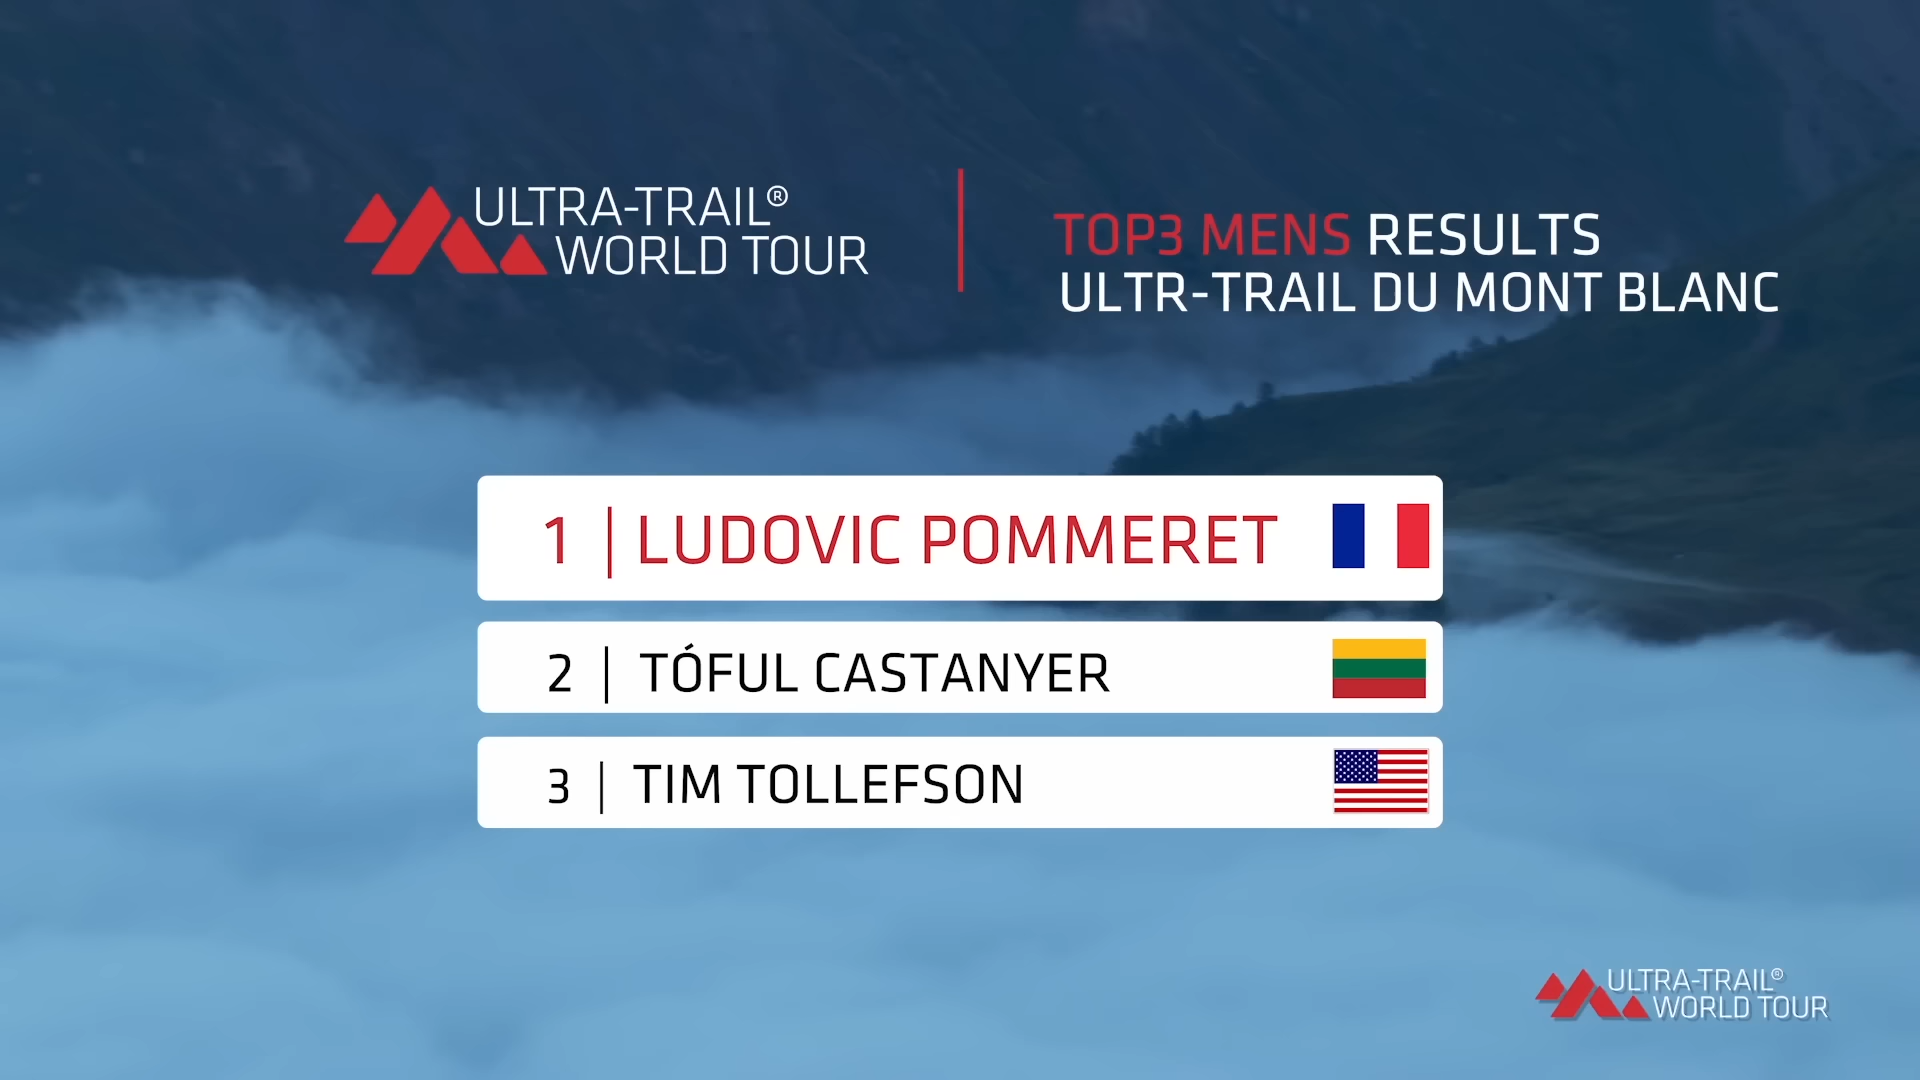 ULTRA-TRAIL®
WORLD TOUR
TOP3 MENS RESULTS
ULTR-TRAIL DU MONT BLANC
1 | LUDOVIC POMMERET
2 | TÓFUL CASTANYER
3 | TIM TOLLEFSON
ULTRA-TRAIL®
WORLD TOUR